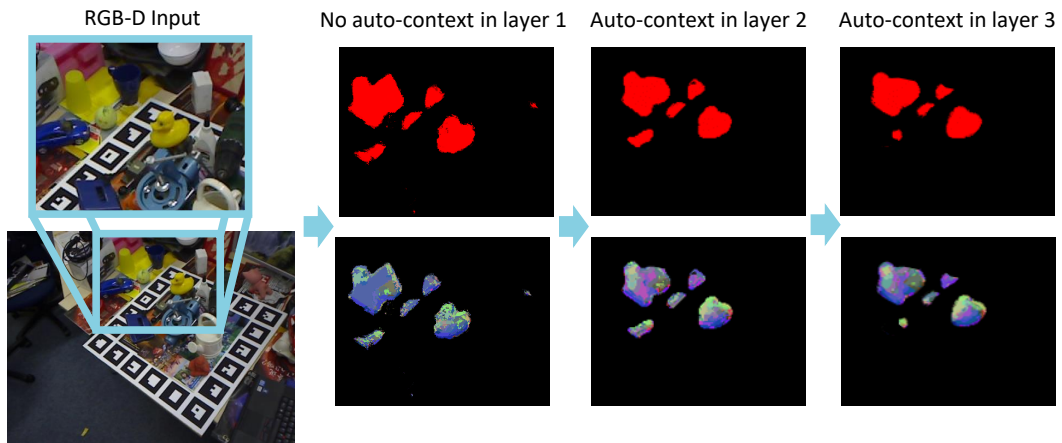 RGB-D Input
No auto-context in layer 1
Auto-context in layer 2
Auto-context in layer 3